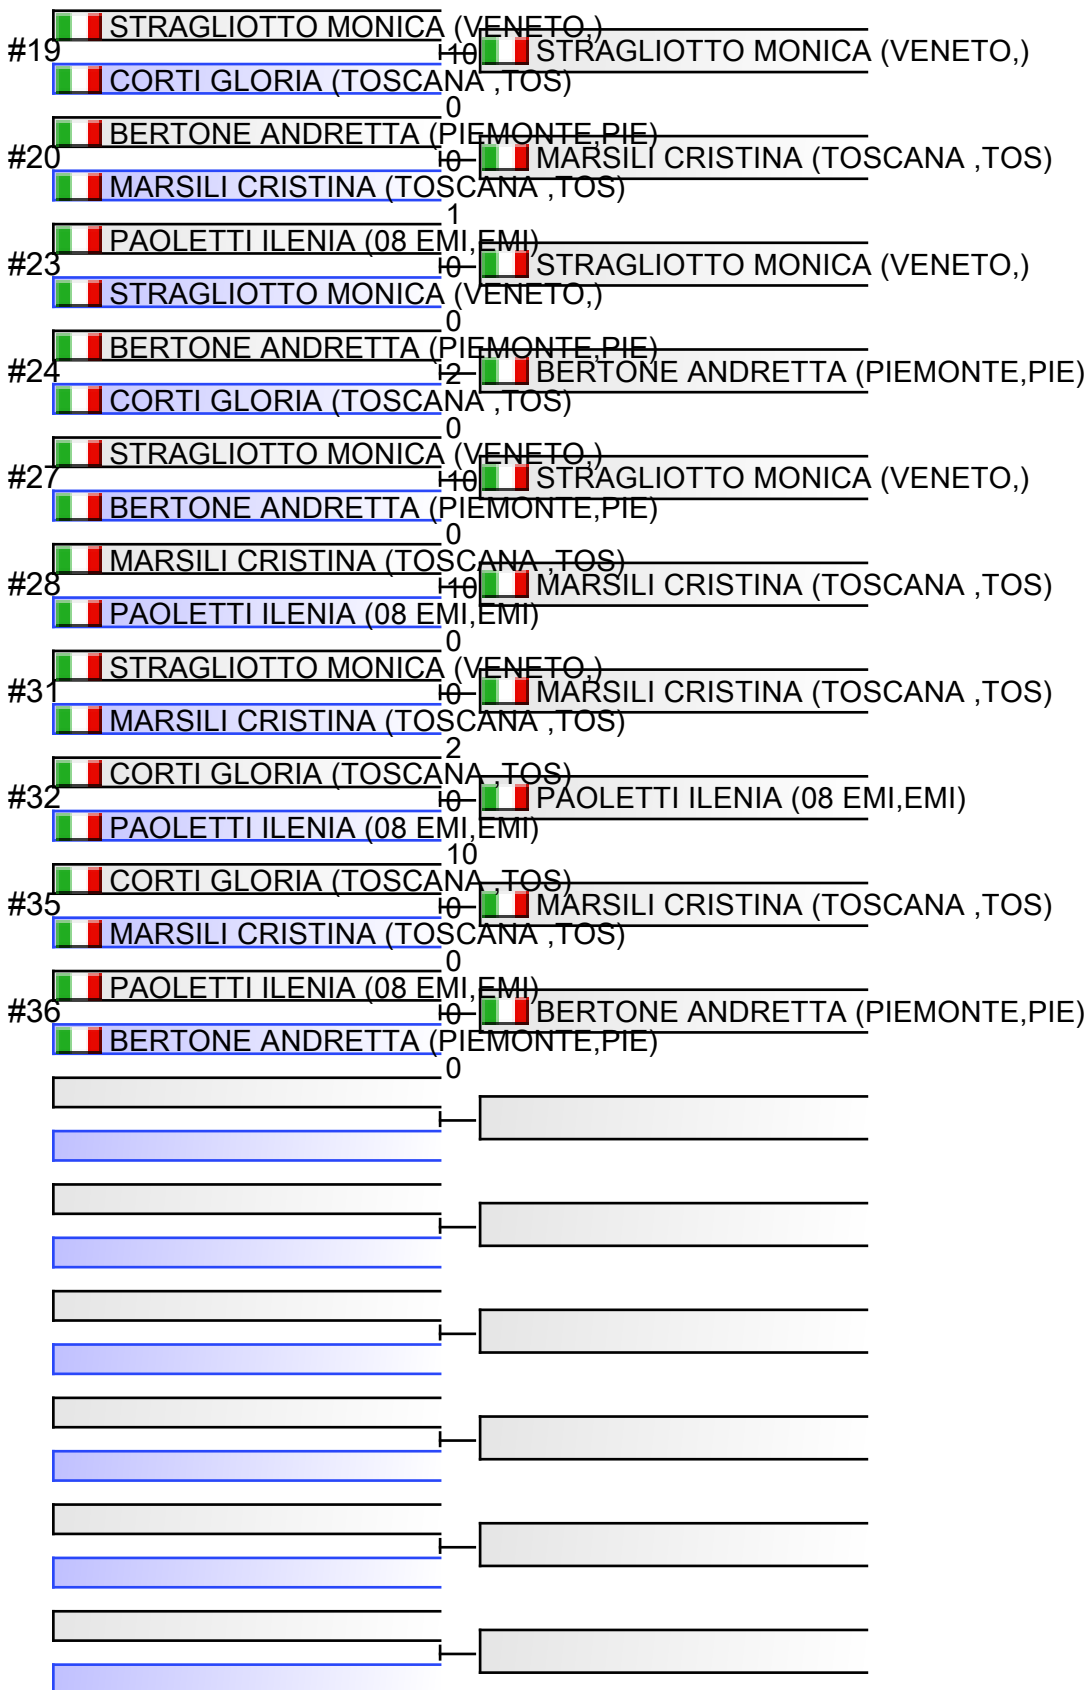 STRAGLIOTTO MONICA (VENETO,)
#19 10 STRAGLIOTTO MONICA (VENETO,)
CORTI GLORIA (TOSCANA ,TOS)
0
BERTONE ANDRETTA (PIEMONTE,PIE)
#20 0 MARSILI CRISTINA (TOSCANA ,TOS)
MARSILI CRISTINA (TOSCANA ,TOS)
1
PAOLETTI ILENIA (08 EMI,EMI)
#23 0 STRAGLIOTTO MONICA (VENETO,)
STRAGLIOTTO MONICA (VENETO,)
0
BERTONE ANDRETTA (PIEMONTE,PIE)
#24 2 BERTONE ANDRETTA (PIEMONTE,PIE)
CORTI GLORIA (TOSCANA ,TOS)
0
STRAGLIOTTO MONICA (VENETO,)
#27 10 STRAGLIOTTO MONICA (VENETO,)
BERTONE ANDRETTA (PIEMONTE,PIE)
0
MARSILI CRISTINA (TOSCANA ,TOS)
#28 10 MARSILI CRISTINA (TOSCANA ,TOS)
PAOLETTI ILENIA (08 EMI,EMI)
0
STRAGLIOTTO MONICA (VENETO,)
#31 0 MARSILI CRISTINA (TOSCANA ,TOS)
MARSILI CRISTINA (TOSCANA ,TOS)
2
CORTI GLORIA (TOSCANA ,TOS)
#32 0 PAOLETTI ILENIA (08 EMI,EMI)
PAOLETTI ILENIA (08 EMI,EMI)
10
CORTI GLORIA (TOSCANA ,TOS)
#35 0 MARSILI CRISTINA (TOSCANA ,TOS)
MARSILI CRISTINA (TOSCANA ,TOS)
0
PAOLETTI ILENIA (08 EMI,EMI)
#36 0 BERTONE ANDRETTA (PIEMONTE,PIE)
BERTONE ANDRETTA (PIEMONTE,PIE)
0